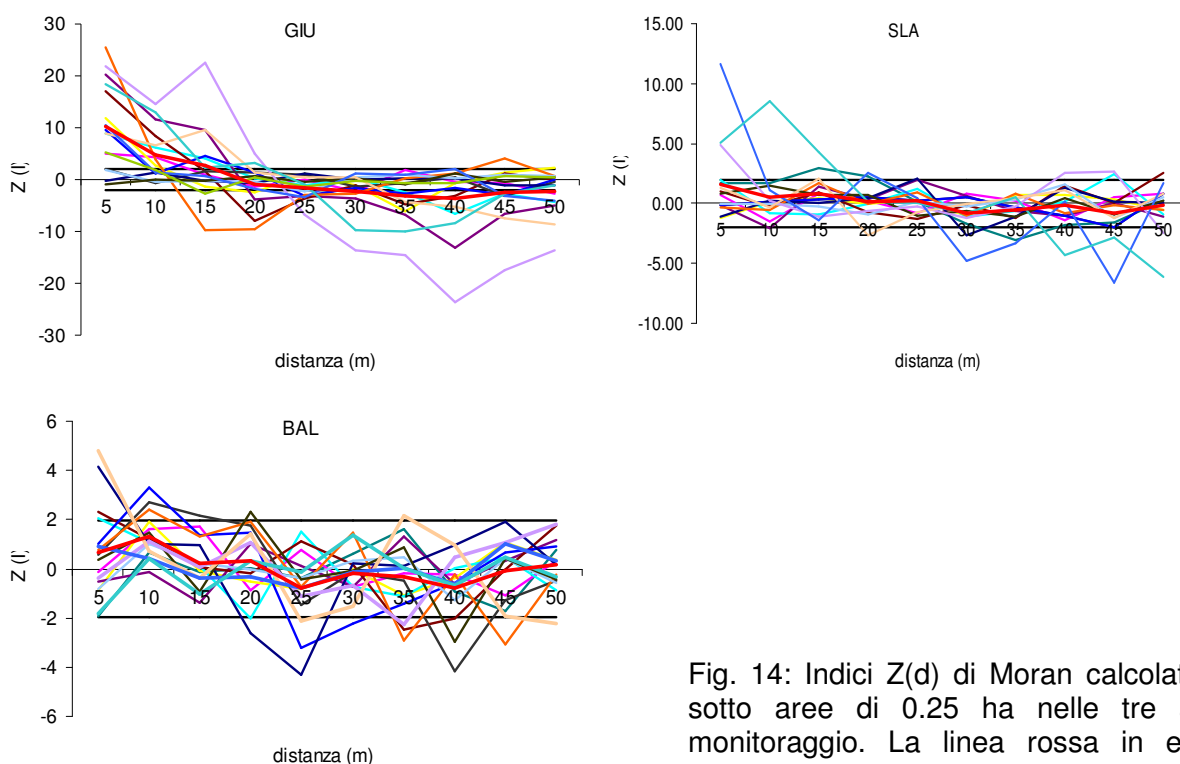 GIU
Z (I)
30
20
10
0
-10
-20
-30
5 10 15 20 25 30 35 40 45 50
distanza (m)
SLA
Z (I)
15.00
10.00
5.00
0.00
-5.00
-10.00
5 10 15 20 25 30 35 40 45 50
distanza (m)
BAL
Z (I)
6
4
2
0
-2
-4
-6
5 10 15 20 25 30 35 40 45 50
distanza (m)
Fig. 14: Indici Z(d) di Moran calcolat
sotto aree di 0.25 ha nelle tre
monitoraggio. La linea rossa in e